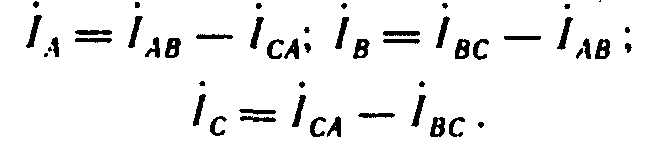 İ_A = İ_AB − İ_CA; İ_B = İ_BC − İ_AB;
İ_C = İ_CA − İ_BC.